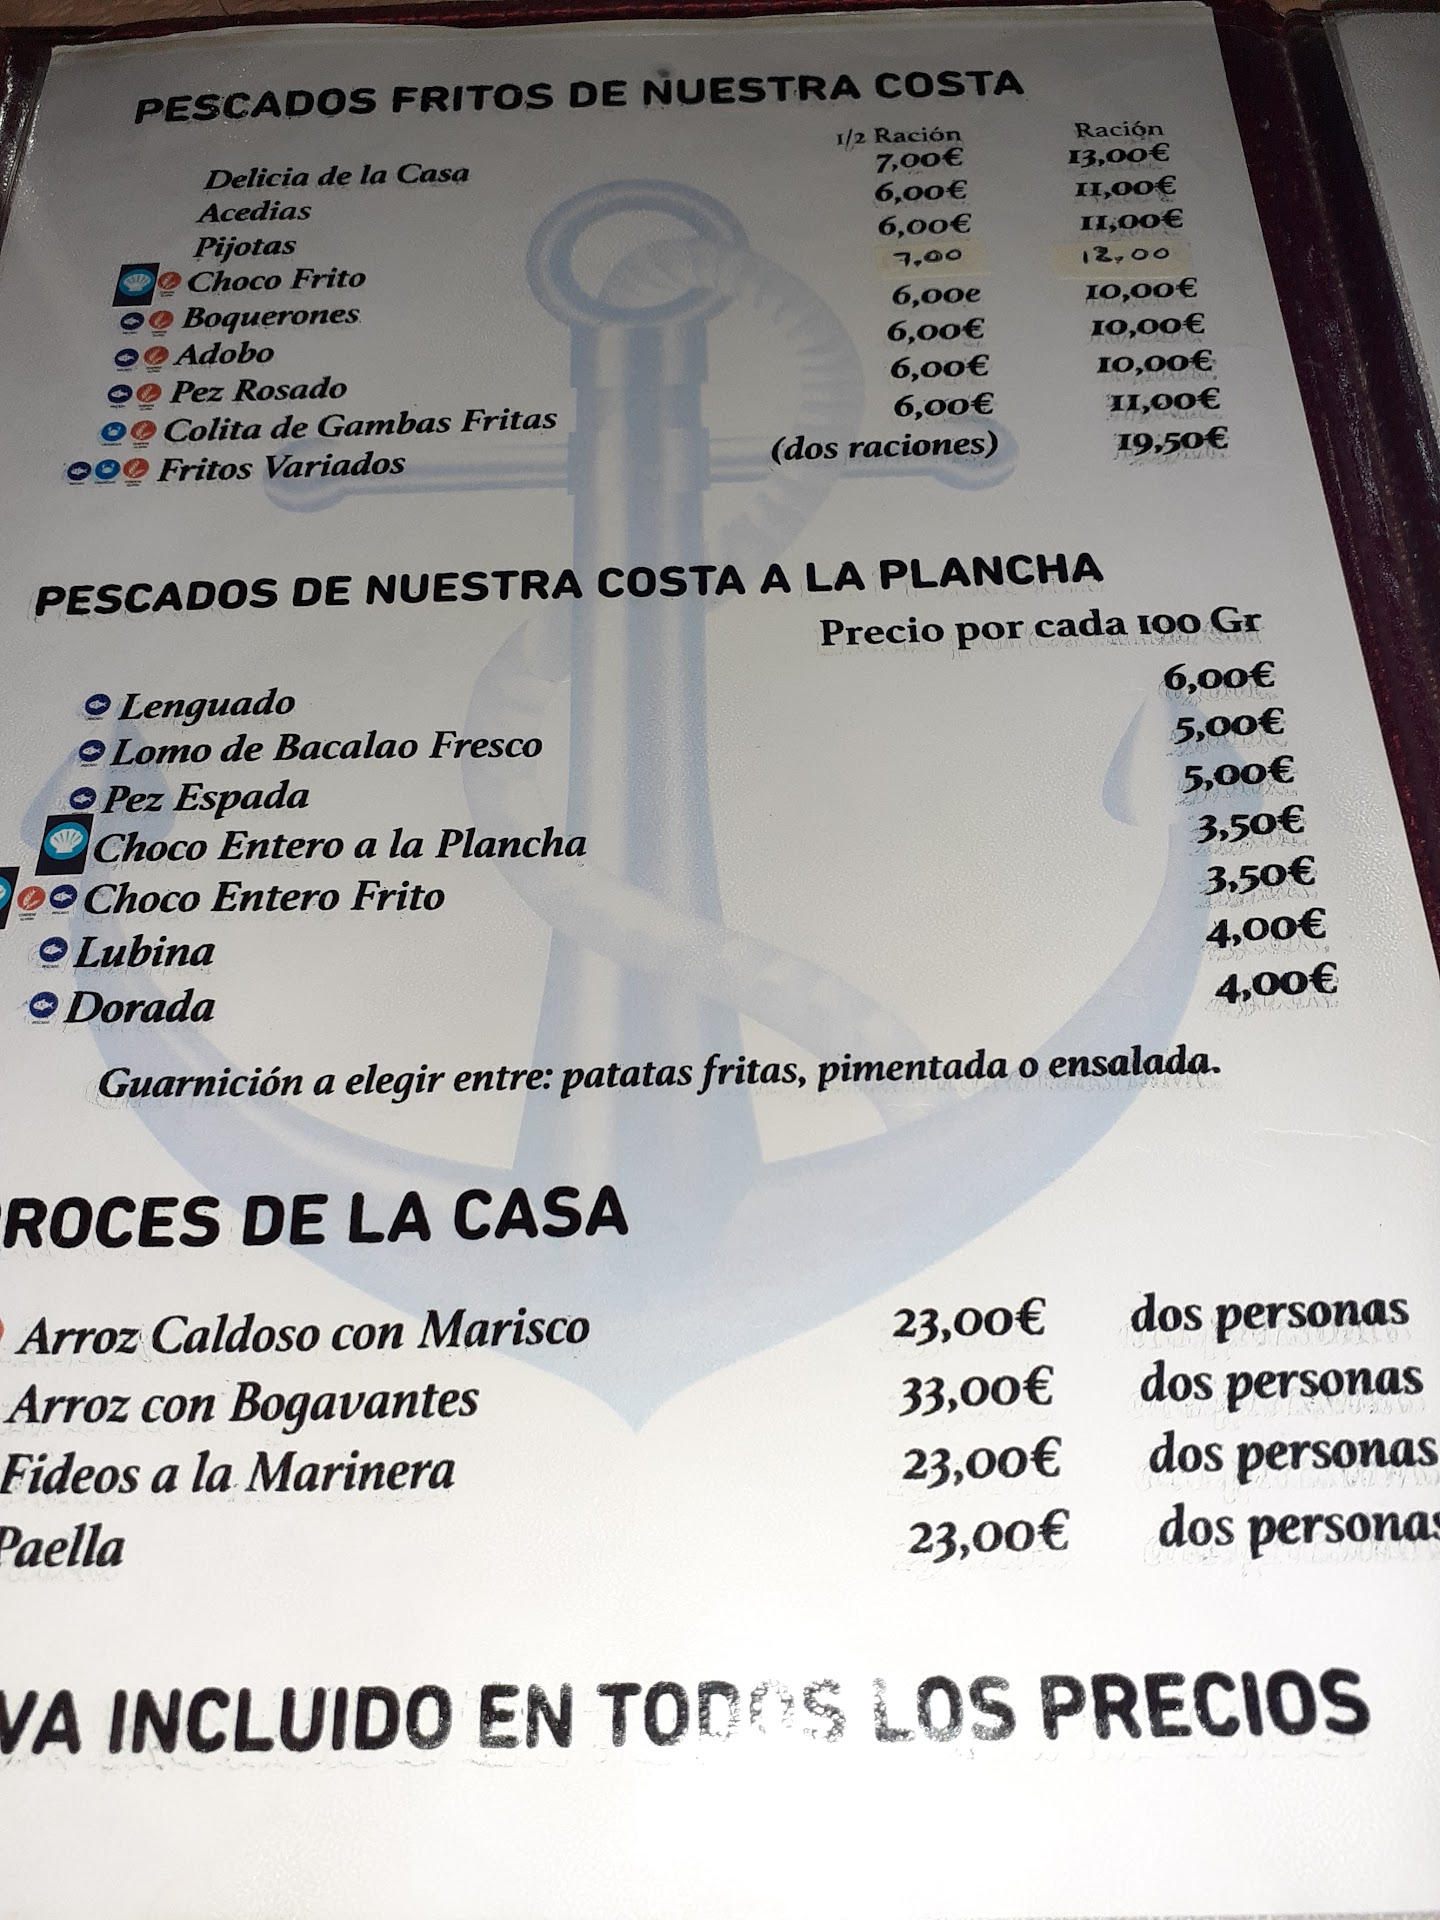 PESCADOS FRITOS DE NUESTRA COSTA
1/2 Ración Ración
Delicia de la Casa 7,00€ 13,00€
Acedias 6,00€ 11,00€
Pijotas 6,00€ 11,00€
Choco Frito 7,00 12,00
Boquerones 6,00e 10,00€
Adobo 6,00€ 10,00€
Pez Rosado 6,00€ 10,00€
Colita de Gambas Fritas 6,00€ 11,00€
Fritos Variados (dos raciones) 19,50€
PESCADOS DE NUESTRA COSTA A LA PLANCHA
Precio por cada 100 Gr
Lenguado 6,00€
Lomo de Bacalao Fresco 5,00€
Pez Espada 5,00€
Choco Entero a la Plancha 3,50€
Choco Entero Frito 3,50€
Lubina 4,00€
Dorada 4,00€
Guarnición a elegir entre: patatas fritas, pimentada o ensalada.
RROCES DE LA CASA
Arroz Caldoso con Marisco 23,00€ dos personas
Arroz con Bogavantes 33,00€ dos personas
Fideos a la Marinera 23,00€ dos personas
Paella 23,00€ dos personas
VA INCLUIDO EN TODOS LOS PRECIOS